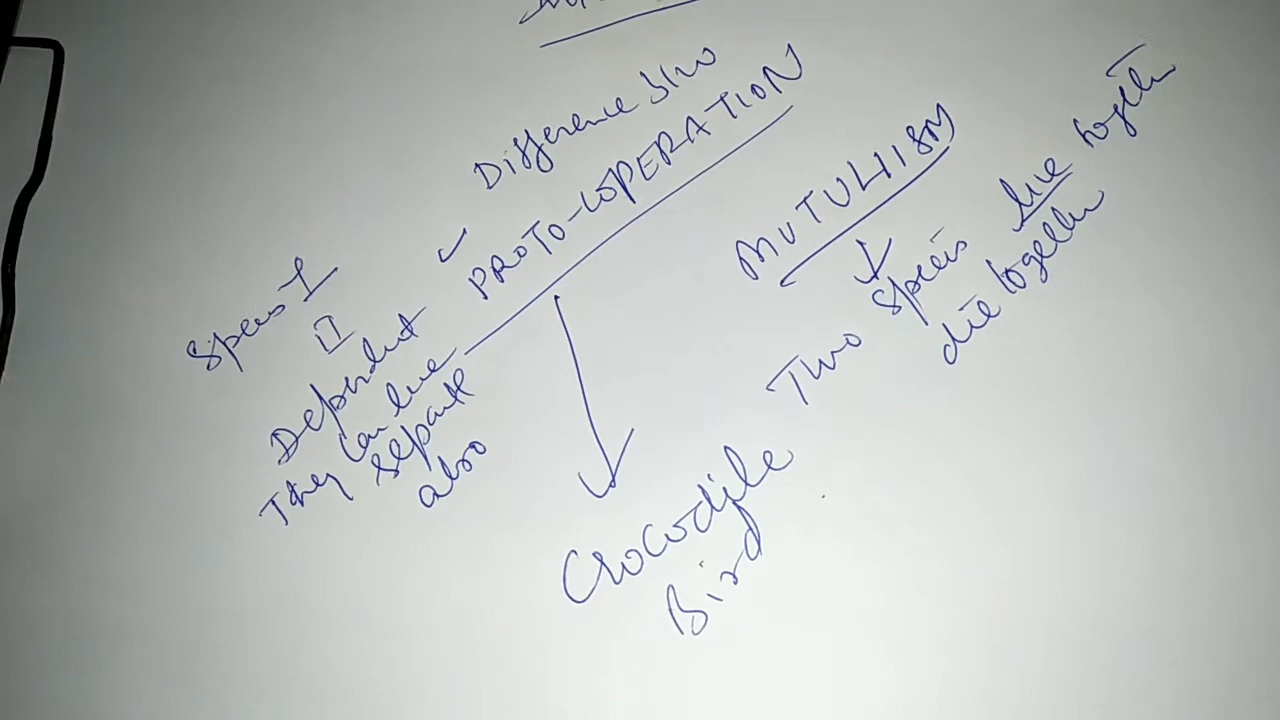 Difference b/w
PROTO-COPERATION
Species I
II
Dependent
They can live
separate
also
Crocodile
Bird
MUTULISM
Two species live together
die together